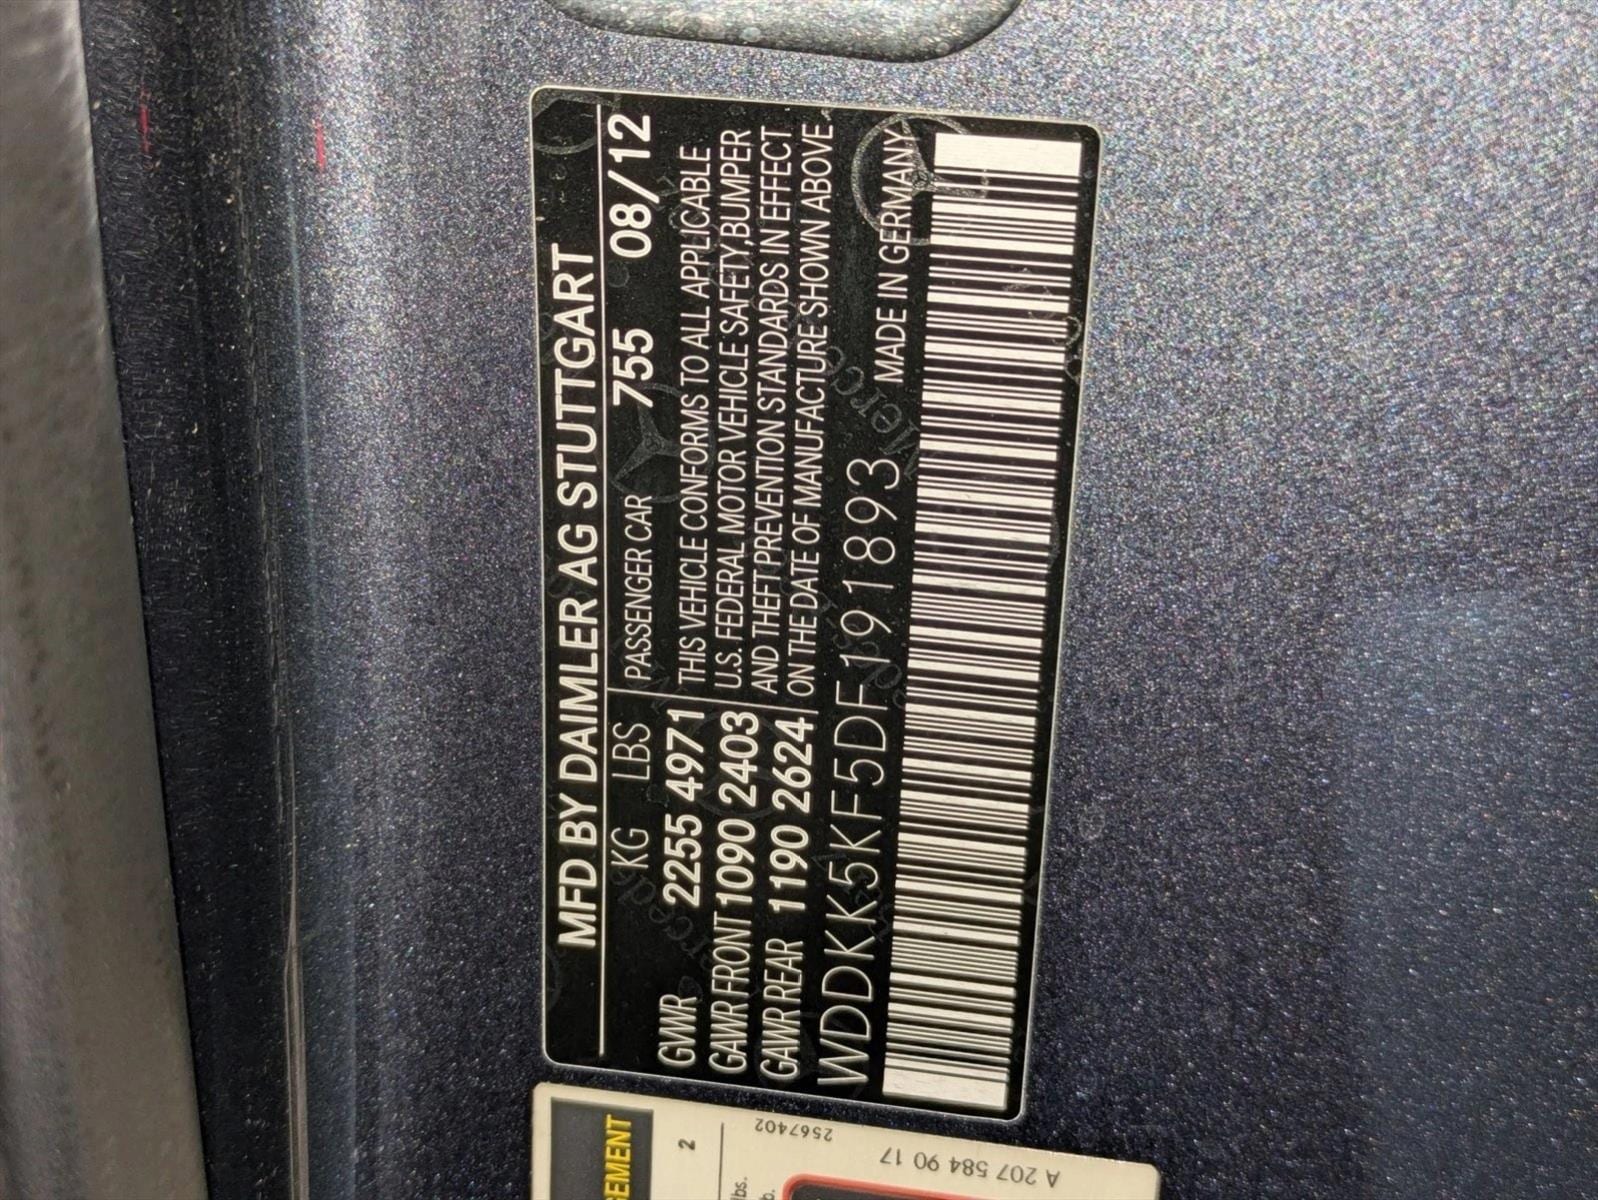 MFD BY DAIMLER AG STUTTGART
KG LBS PASSENGER CAR 755 08/12
GVWR 2255 4971
GAWR FRONT 1090 2403
GAWR REAR 1190 2624
THIS VEHICLE CONFORMS TO ALL APPLICABLE
U.S. FEDERAL MOTOR VEHICLE SAFETY,BUMPER
AND THEFT PREVENTION STANDARDS IN EFFECT
ON THE DATE OF MANUFACTURE SHOWN ABOVE.
WDDKK5KF5DF191893 MADE IN GERMANY
2
2567402
A 207 584 90 17